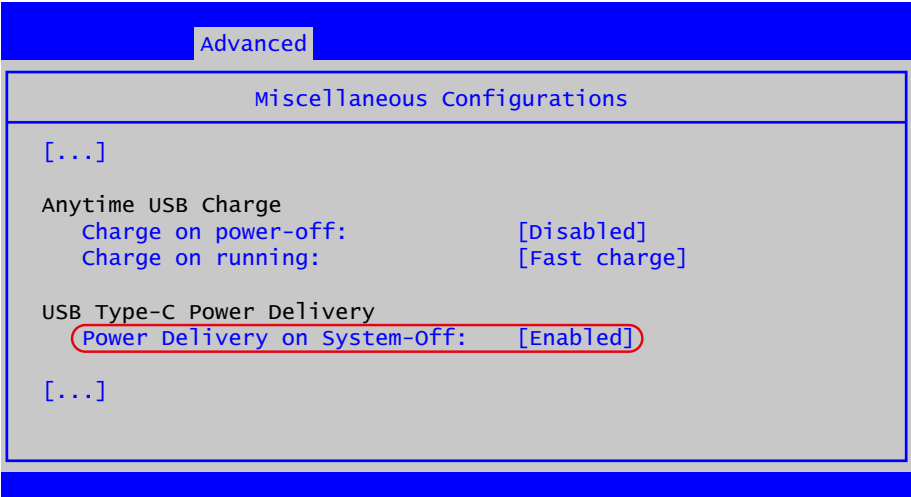 Advanced
Miscellaneous Configurations
[...]
Anytime USB Charge
Charge on power-off: [Disabled]
Charge on running: [Fast charge]
USB Type-C Power Delivery
Power Delivery on System-Off: [Enabled]
[...]